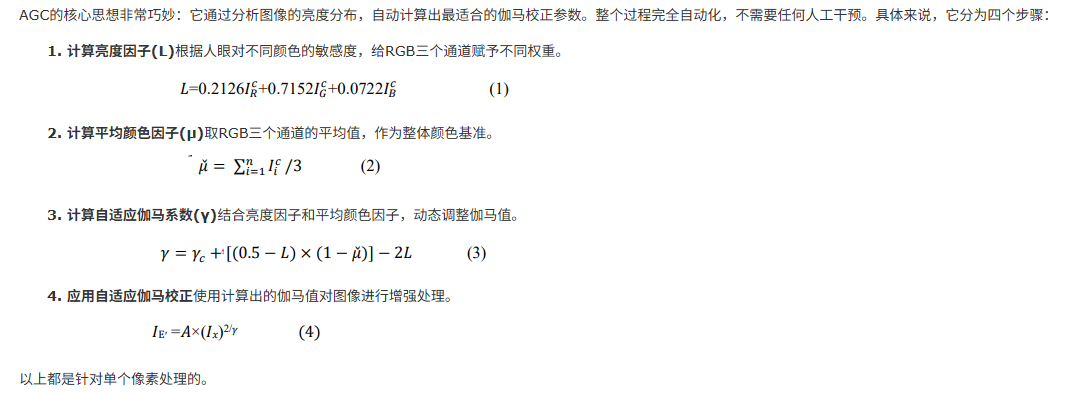 AGC的核心思想非常巧妙：它通过分析图像的亮度分布，自动计算出最适合的伽马校正参数。整个过程完全自动化，不需要任何人工干预。具体来说，它分为四个步骤：
1. 计算亮度因子(L)根据人眼对不同颜色的敏感度，给RGB三个通道赋予不同权重。
L=0.2126I_R^c+0.7152I_G^c+0.0722I_B^c (1)
2. 计算平均颜色因子(μ)取RGB三个通道的平均值，作为整体颜色基准。
μ̌ = ∑_{i=1}^n I_i^c /3 (2)
3. 计算自适应伽马系数(γ)结合亮度因子和平均颜色因子，动态调整伽马值。
γ = γ_c + [(0.5 − L) × (1 − μ̌)] − 2L (3)
4. 应用自适应伽马校正使用计算出的伽马值对图像进行增强处理。
I_{E'} =A×(I_x)^{2/γ} (4)
以上都是针对单个像素处理的。